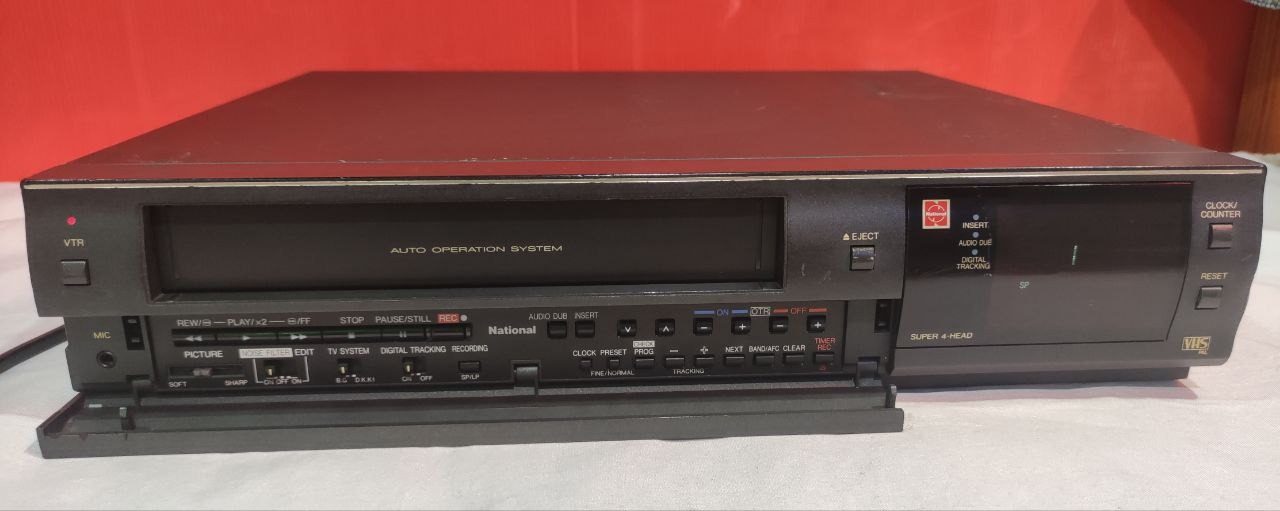 VTR
AUTO OPERATION SYSTEM
EJECT
National
INSERT
AUDIO DUB
DIGITAL
TRACKING
SP
SUPER 4-HEAD
CLOCK/
COUNTER
RESET
VHS
PAL
MIC
REW/ PLAY/×2 /FF STOP PAUSE/STILL REC
PICTURE NOISE FILTER EDIT TV SYSTEM DIGITAL TRACKING RECORDING
SOFT SHARP ON OFF ON B.G D.K.K1 ON OFF SP/LP
National
AUDIO DUB INSERT
ON OTR OFF
− + − +
CHECK
CLOCK PRESET PROG − + NEXT BAND/AFC CLEAR
TIMER
REC
FINE/NORMAL TRACKING